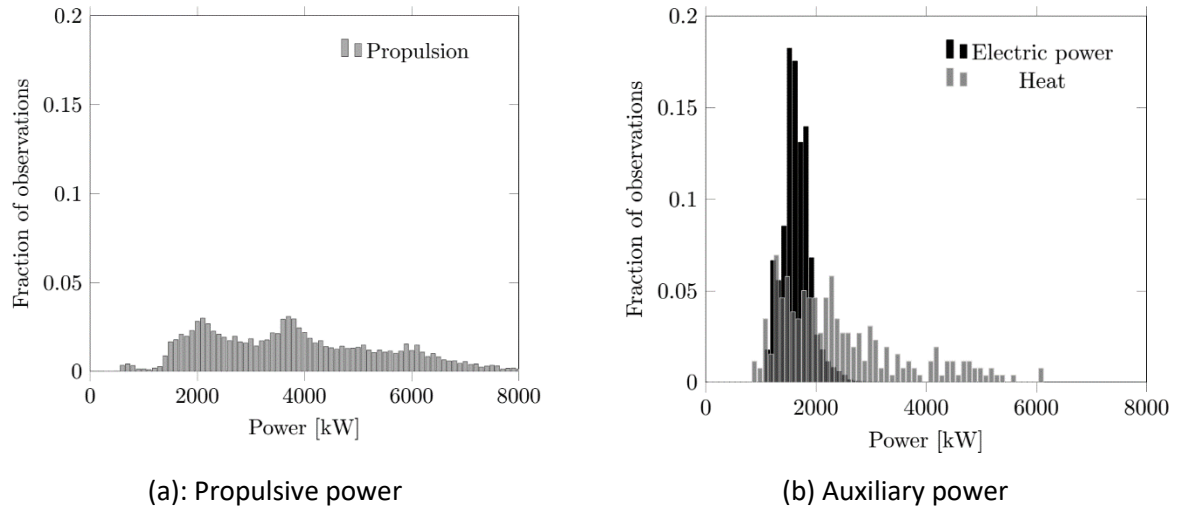 0.2
0.15
0.1
0.05
0
Fraction of observations
Propulsion
0 2000 4000 6000 8000
Power [kW]
(a): Propulsive power
0.2
0.15
0.1
0.05
0
Fraction of observations
Electric power
Heat
0 2000 4000 6000 8000
Power [kW]
(b) Auxiliary power